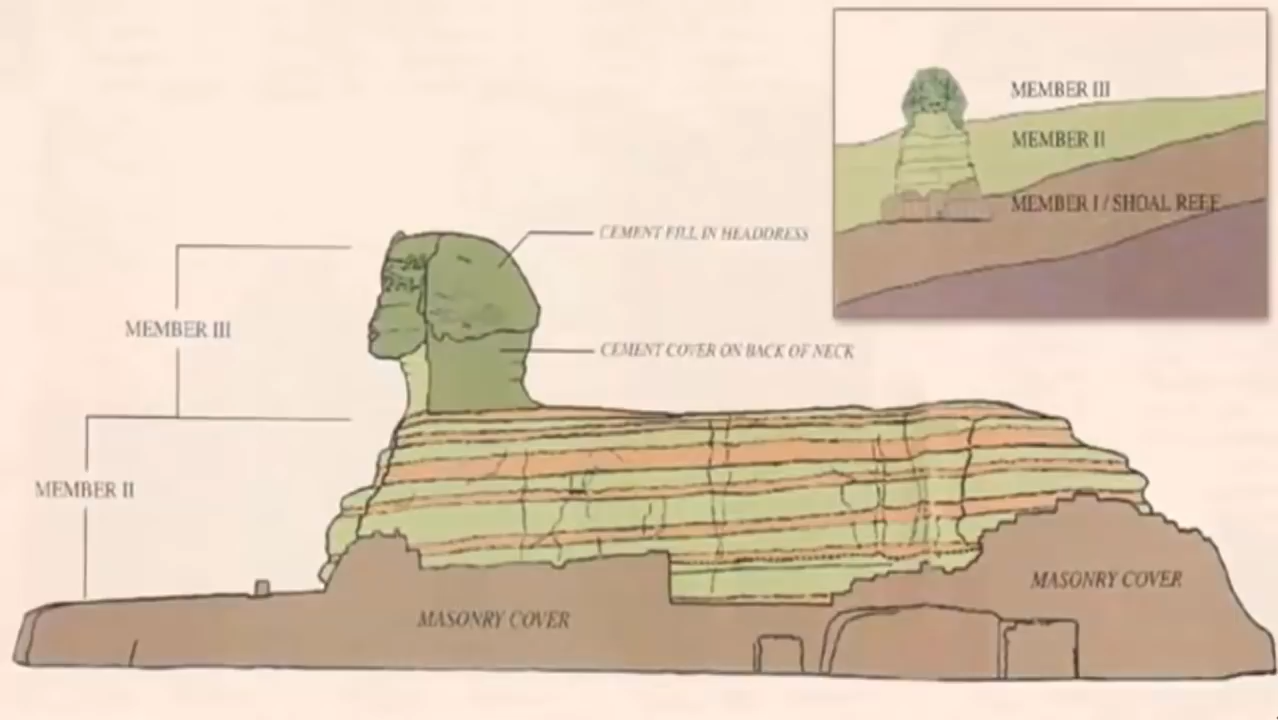 MEMBER III
MEMBER II
MEMBER I / SHOAL REEF
CEMENT FILL IN HEADDRESS
MEMBER III
CEMENT COVER ON BACK OF NECK
MEMBER II
MASONRY COVER
MASONRY COVER